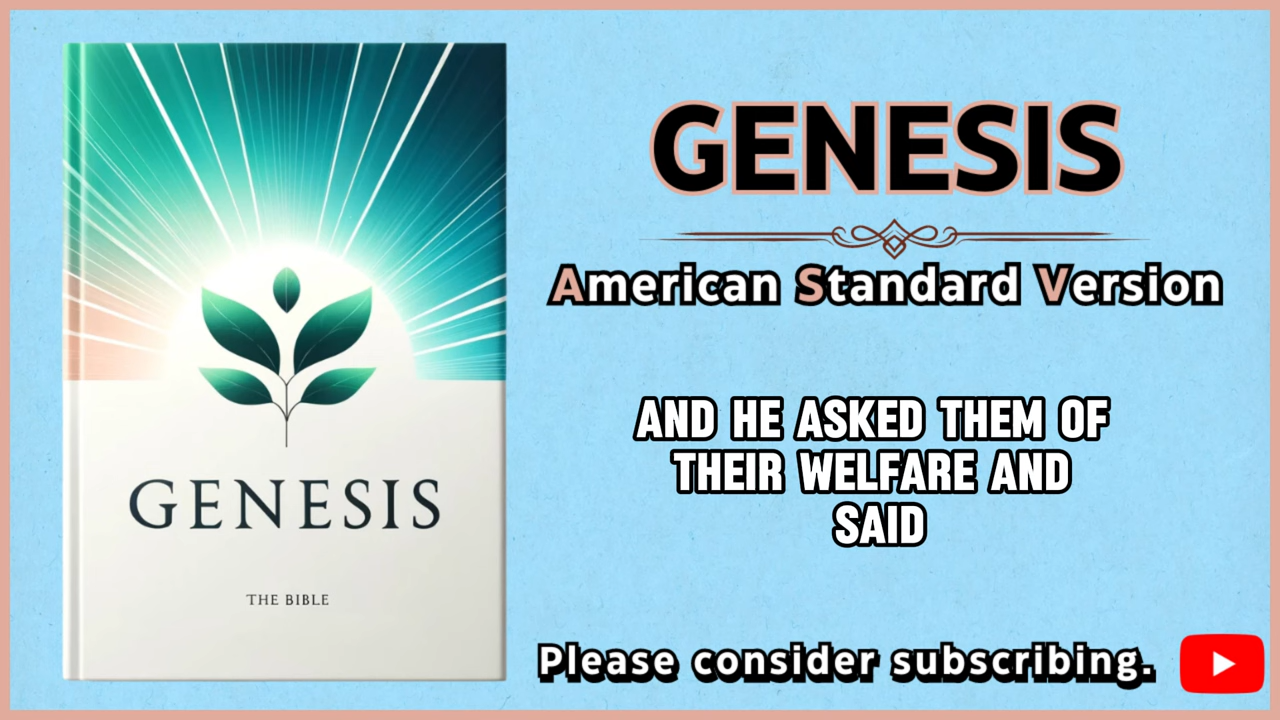 GENESIS
THE BIBLE
GENESIS
American Standard Version
AND HE ASKED THEM OF
THEIR WELFARE AND
SAID
Please consider subscribing.